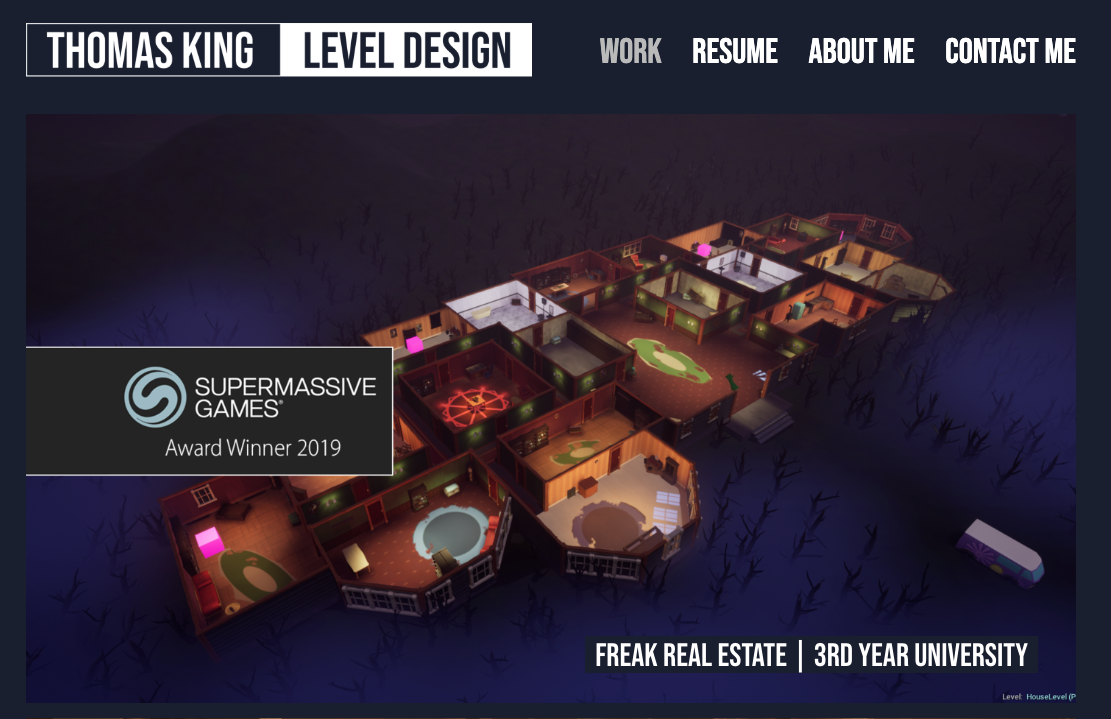 THOMAS KING LEVEL DESIGN WORK RESUME ABOUT ME CONTACT ME
SUPERMASSIVE
GAMES®
Award Winner 2019
FREAK REAL ESTATE | 3RD YEAR UNIVERSITY
Level: HouseLevel (P